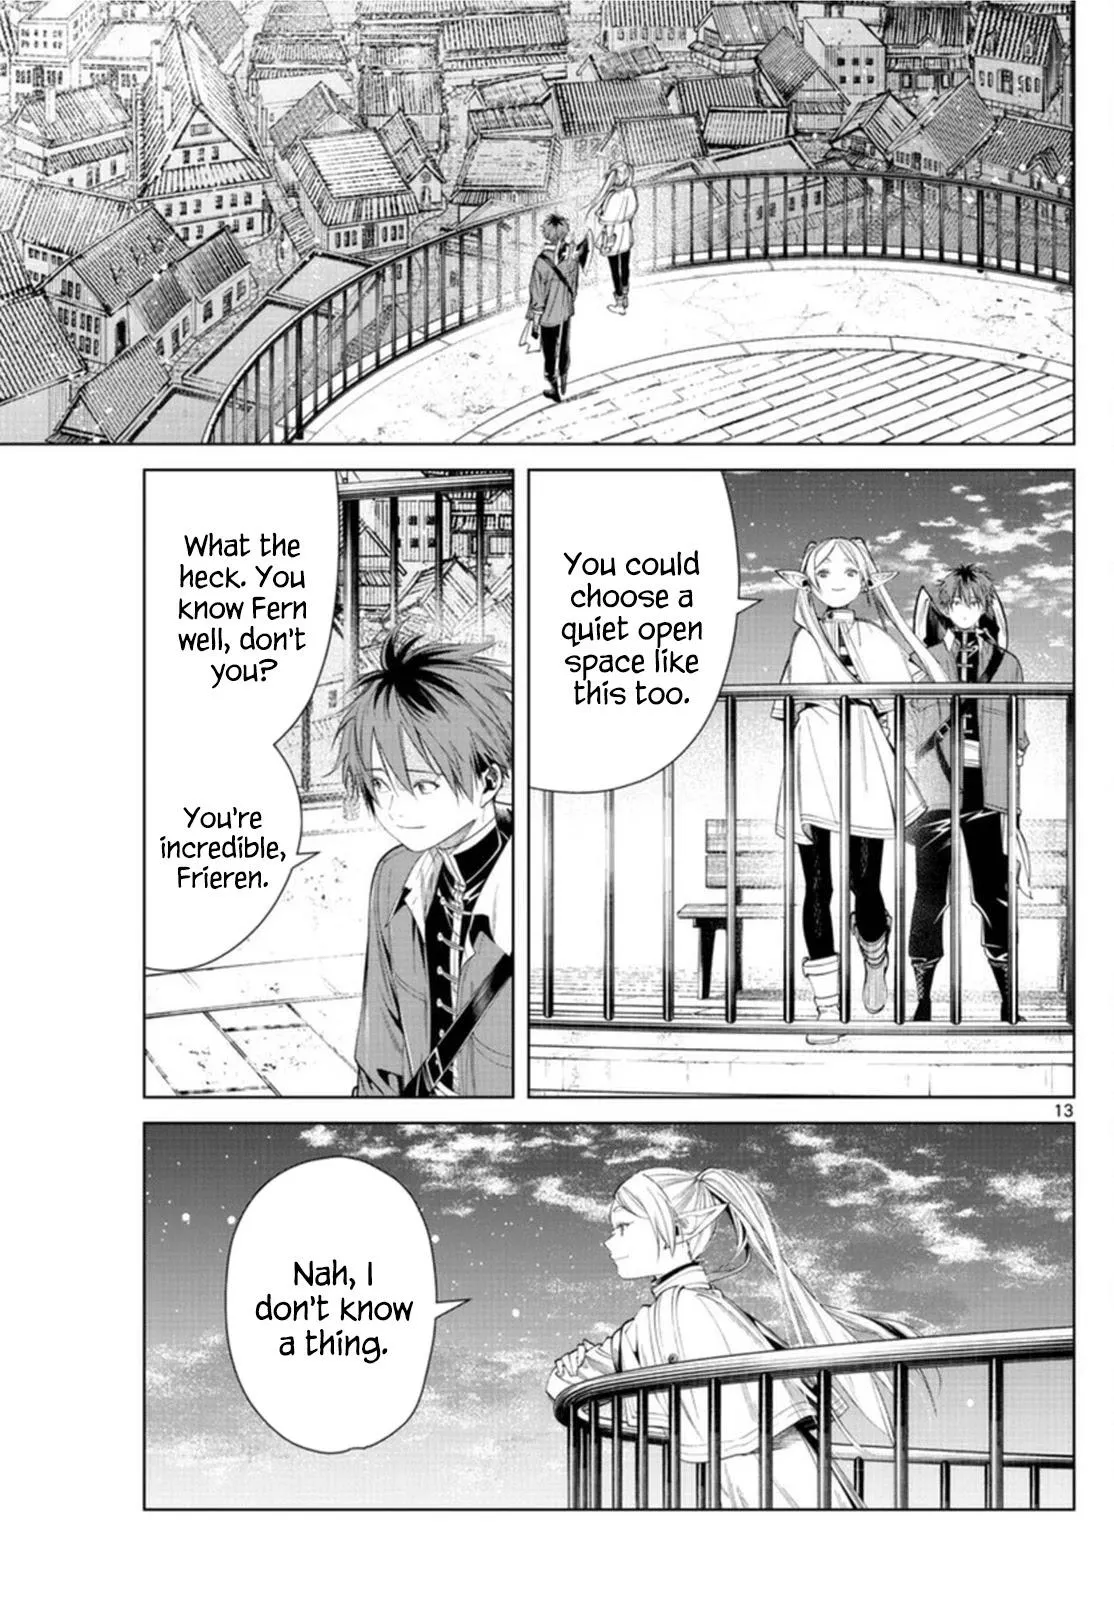 You could
choose a
quiet open
space like
this too.
What the
heck. You
know Fern
well, don't
you?
You're
incredible,
Frieren.
13
Nah, I
don't know
a thing.